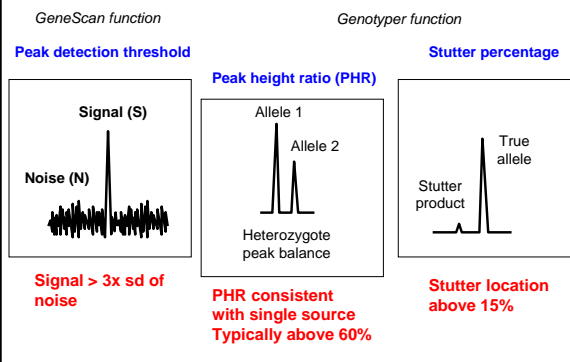 GeneScan function
Genotyper function
Peak detection threshold
Signal (S)
Noise (N)
Signal > 3x sd of
noise
Peak height ratio (PHR)
Allele 1
Allele 2
Heterozygote
peak balance
PHR consistent
with single source
Typically above 60%
Stutter percentage
True
allele
Stutter
product
Stutter location
above 15%